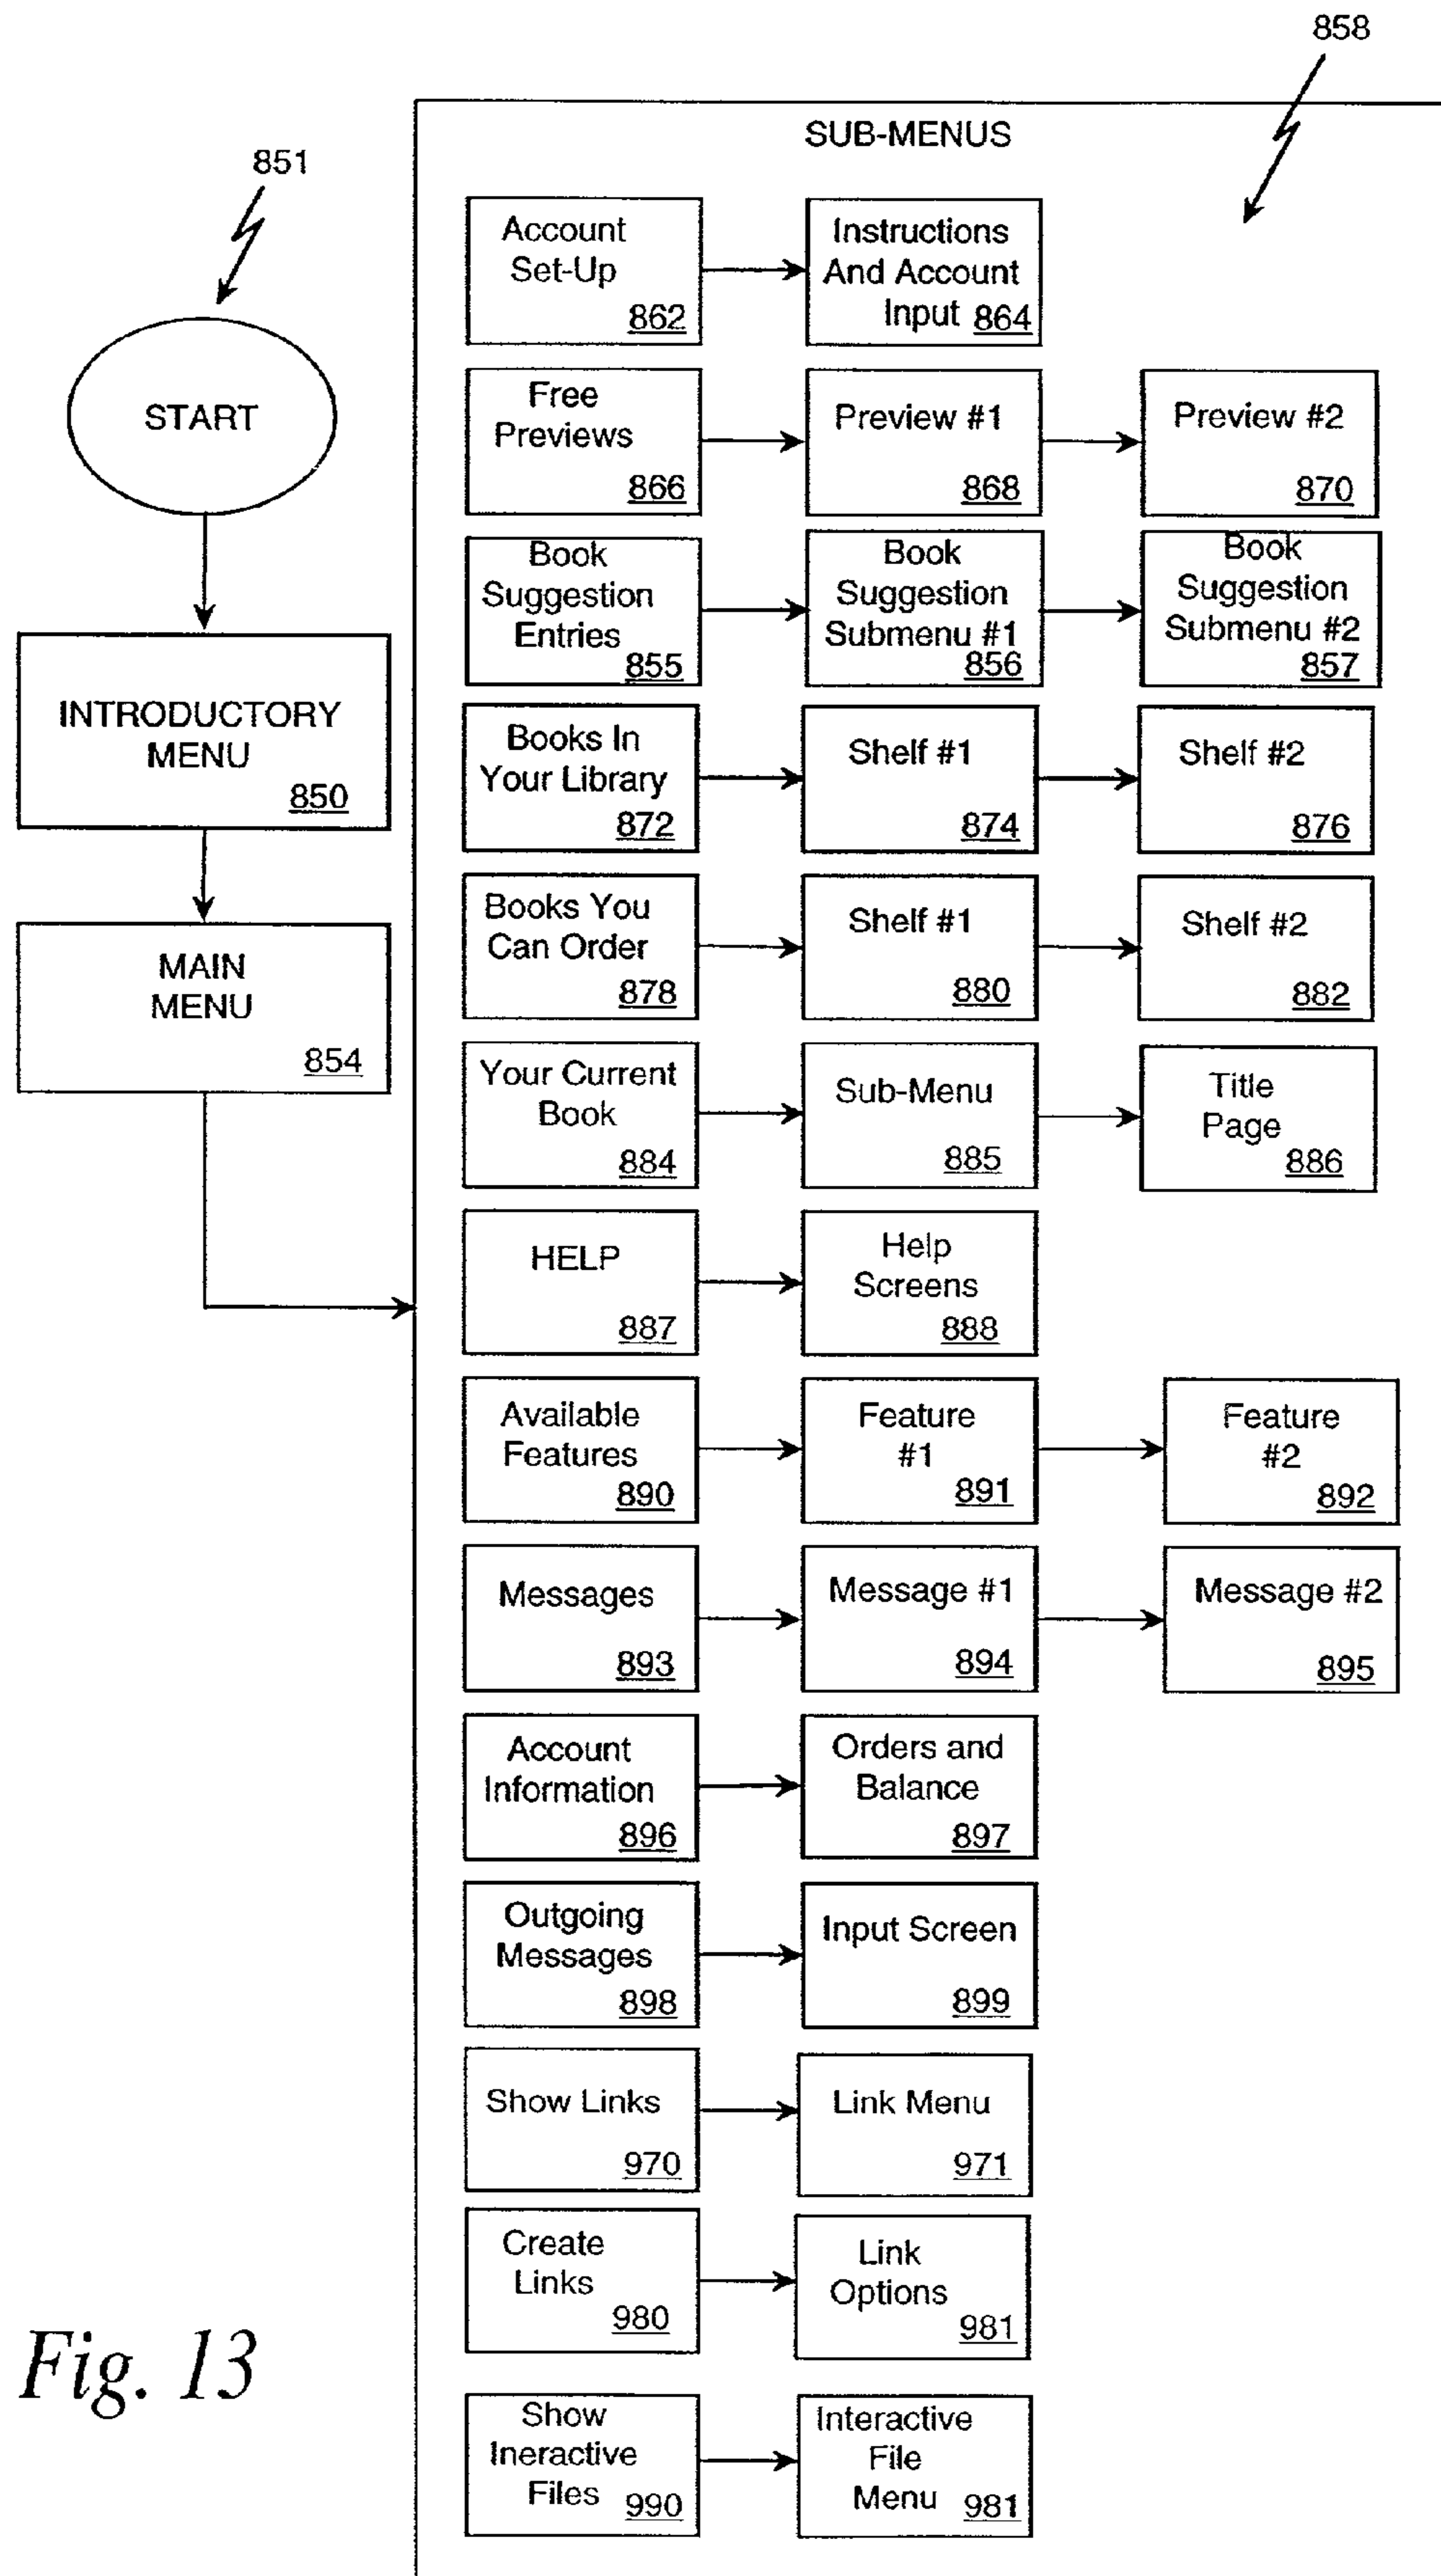 858
SUB-MENUS
851
START
INTRODUCTORY
MENU
850
MAIN
MENU
854
Account
Set-Up
862
Instructions
And Account
Input 864
Free
Previews
866
Preview #1
868
Preview #2
870
Book
Suggestion
Entries
855
Book
Suggestion
Submenu #1
856
Book
Suggestion
Submenu #2
857
Books In
Your Library
872
Shelf #1
874
Shelf #2
876
Books You
Can Order
878
Shelf #1
880
Shelf #2
882
Your Current
Book
884
Sub-Menu
885
Title
Page
886
HELP
887
Help
Screens
888
Available
Features
890
Feature
#1
891
Feature
#2
892
Messages
893
Message #1
894
Message #2
895
Account
Information
896
Orders and
Balance
897
Outgoing
Messages
898
Input Screen
899
Show Links
970
Link Menu
971
Create
Links
980
Link
Options
981
Show
Ineractive
Files 990
Interactive
File
Menu 981
Fig. 13